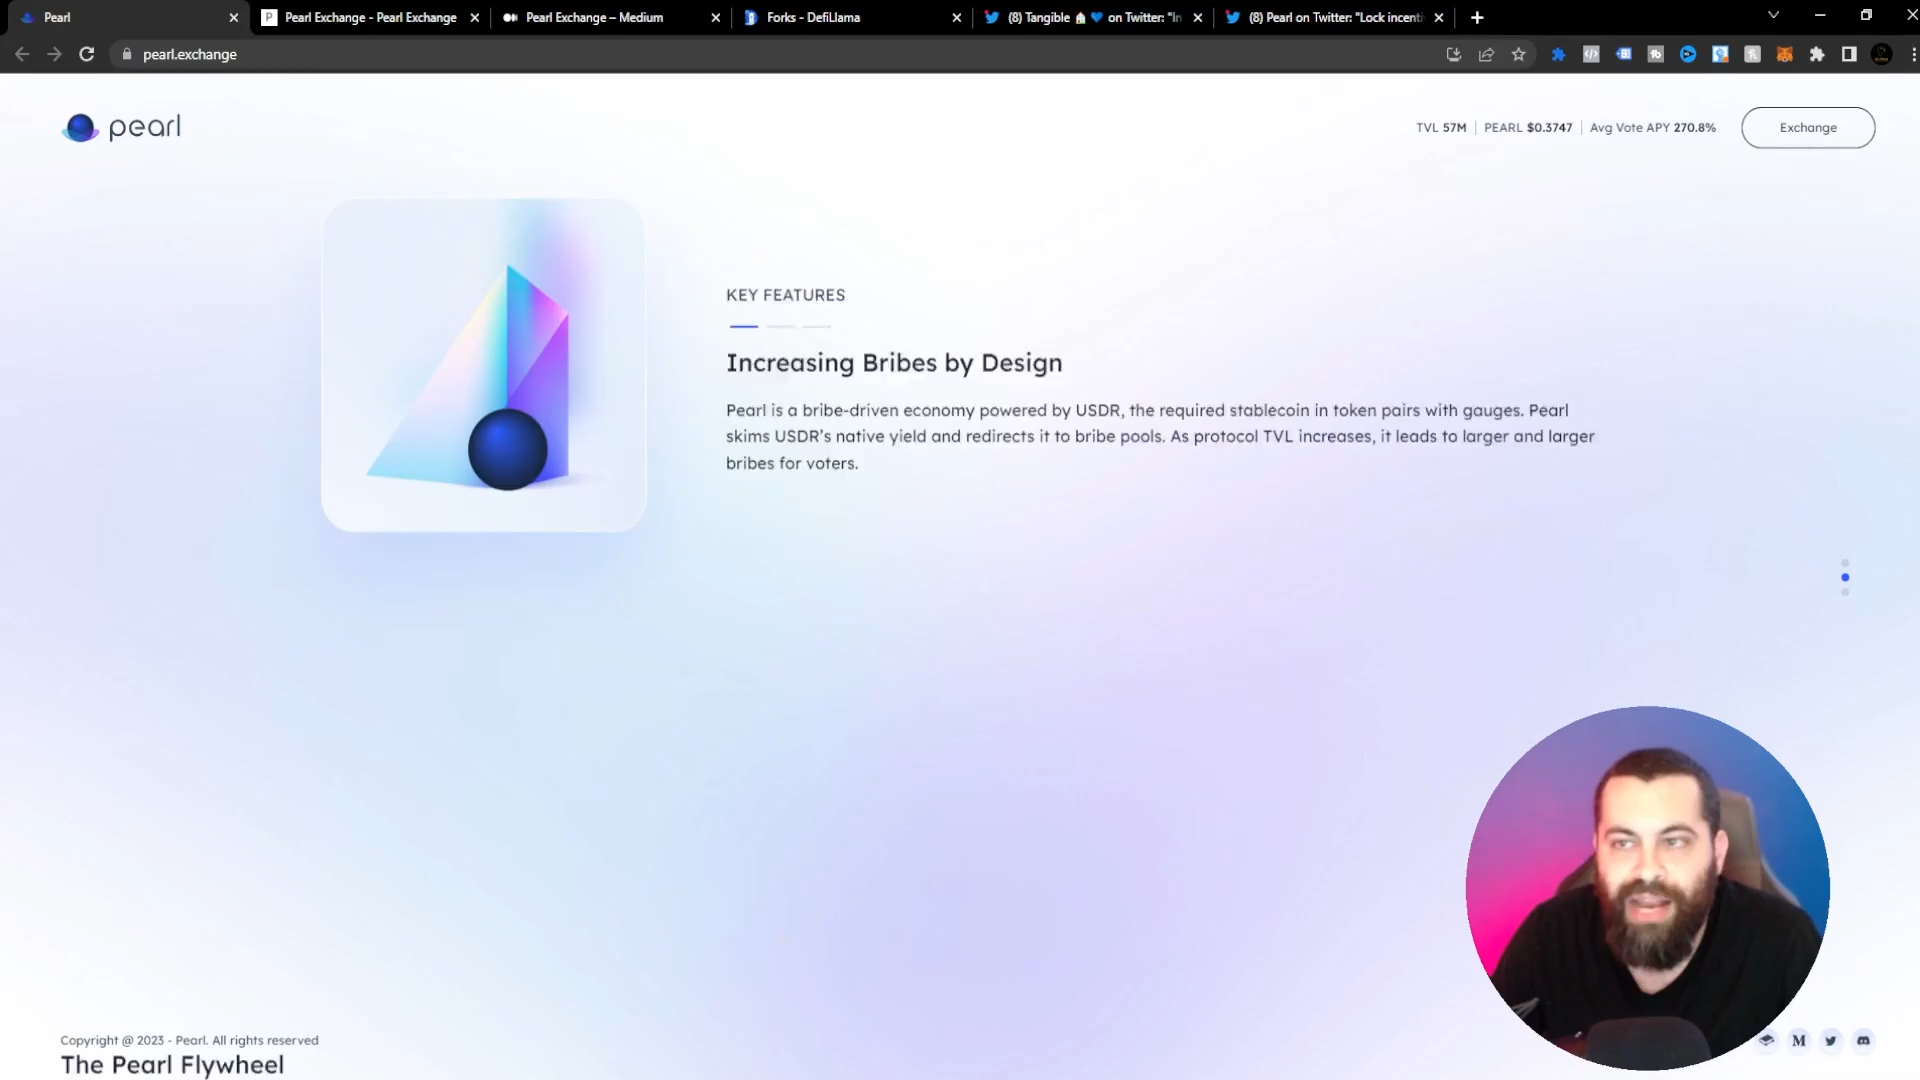 Pearl
Pearl Exchange - Pearl Exchange
Pearl Exchange – Medium
Forks - DefiLlama
(8) Tangible 🏠 💙 on Twitter: "In
(8) Pearl on Twitter: "Lock incenti
pearl.exchange
pearl
TVL 57M
PEARL $0.3747
Avg Vote APY 270.8%
Exchange
KEY FEATURES
Increasing Bribes by Design
Pearl is a bribe-driven economy powered by USDR, the required stablecoin in token pairs with gauges. Pearl
skims USDR’s native yield and redirects it to bribe pools. As protocol TVL increases, it leads to larger and larger
bribes for voters.
Copyright @ 2023 - Pearl. All rights reserved
The Pearl Flywheel